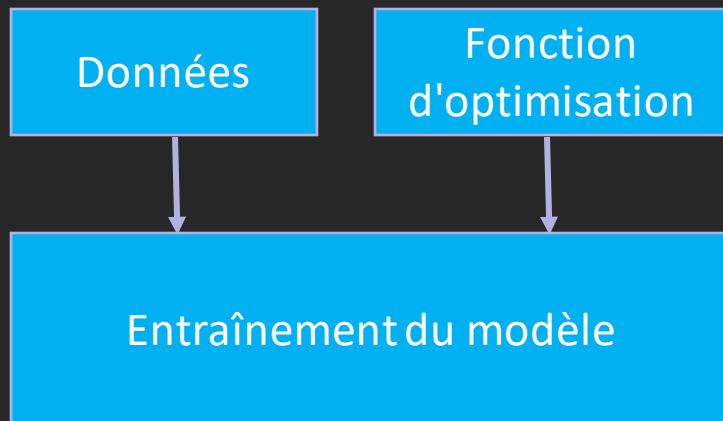 Données
Fonction
d'optimisation
Entraînement du modèle